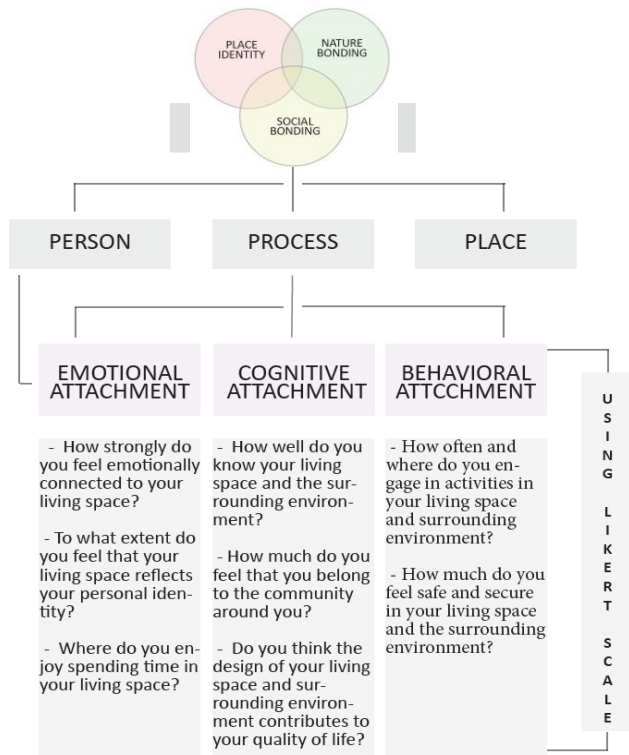 PLACE
IDENTITY
NATURE
BONDING
SOCIAL
BONDING
PERSON
PROCESS
PLACE
EMOTIONAL
ATTACHMENT
COGNITIVE
ATTACHMENT
BEHAVIORAL
ATTCCHMENT
- How strongly do
you feel emotionally
connected to your
living space?
- To what extent do
you feel that your
living space reflects
your personal iden-
tity?
- Where do you en-
joy spending time in
your living space?
- How well do you
know your living
space and the sur-
rounding environ-
ment?
- How much do you
feel that you belong
to the community
around you?
- Do you think the
design of your living
space and sur-
rounding environ-
ment contributes to
your quality of life?
- How often and
where do you en-
gage in activities in
your living space
and surrounding
environment?
- How much do you
feel safe and secure
in your living space
and the surrounding
environment?
USING LIKERT SCALE